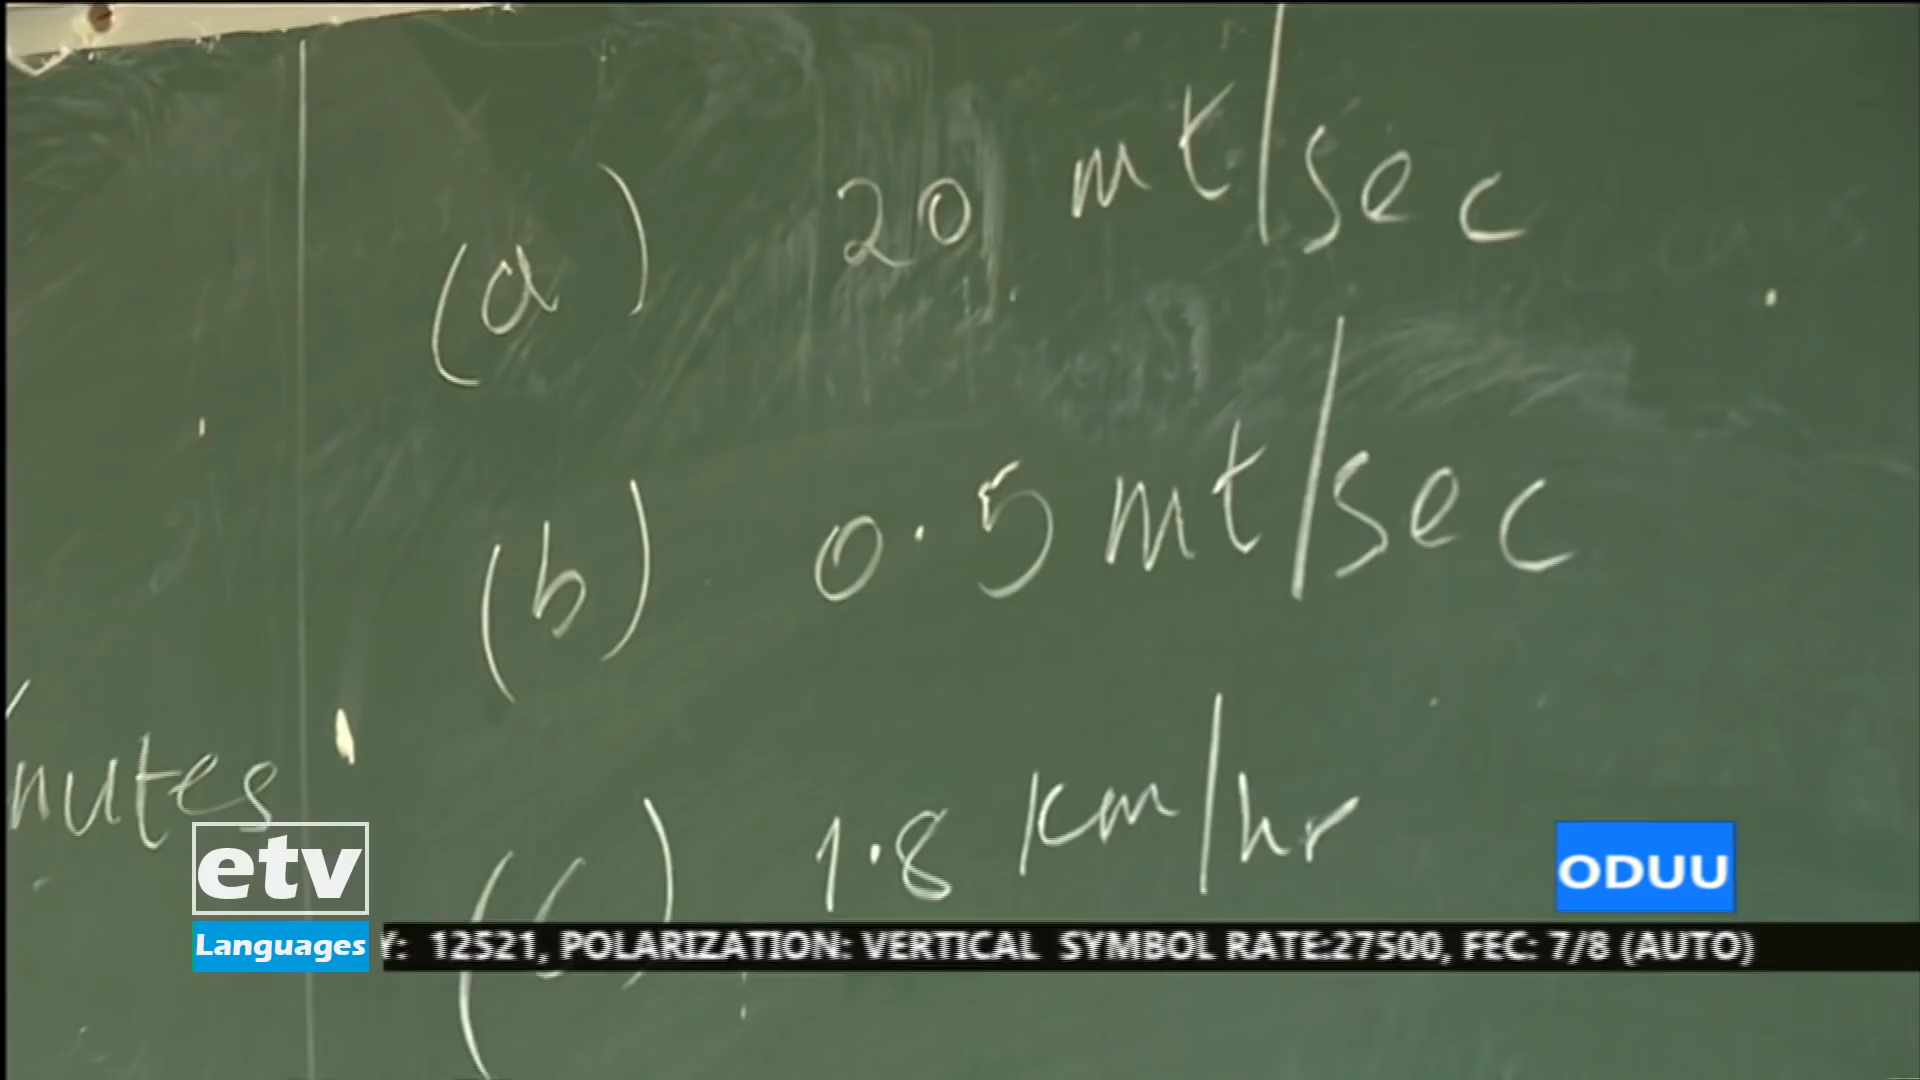 (a) 20 mt/sec
(b) 0.5 mt/sec
nutes
(c) 1.8 km/hr
etv
Languages
ODUU
Y: 12521, POLARIZATION: VERTICAL SYMBOL RATE:27500, FEC: 7/8 (AUTO)